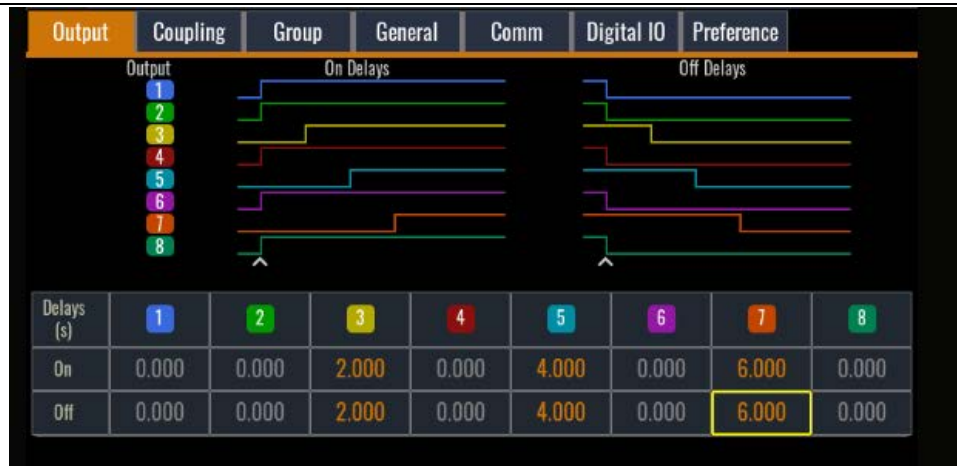 Output Coupling Group General Comm Digital IO Preference
Output On Delays Off Delays
1
2
3
4
5
6
7
8
Delays (s) 1 2 3 4 5 6 7 8
On 0.000 0.000 2.000 0.000 4.000 0.000 6.000 0.000
Off 0.000 0.000 2.000 0.000 4.000 0.000 6.000 0.000